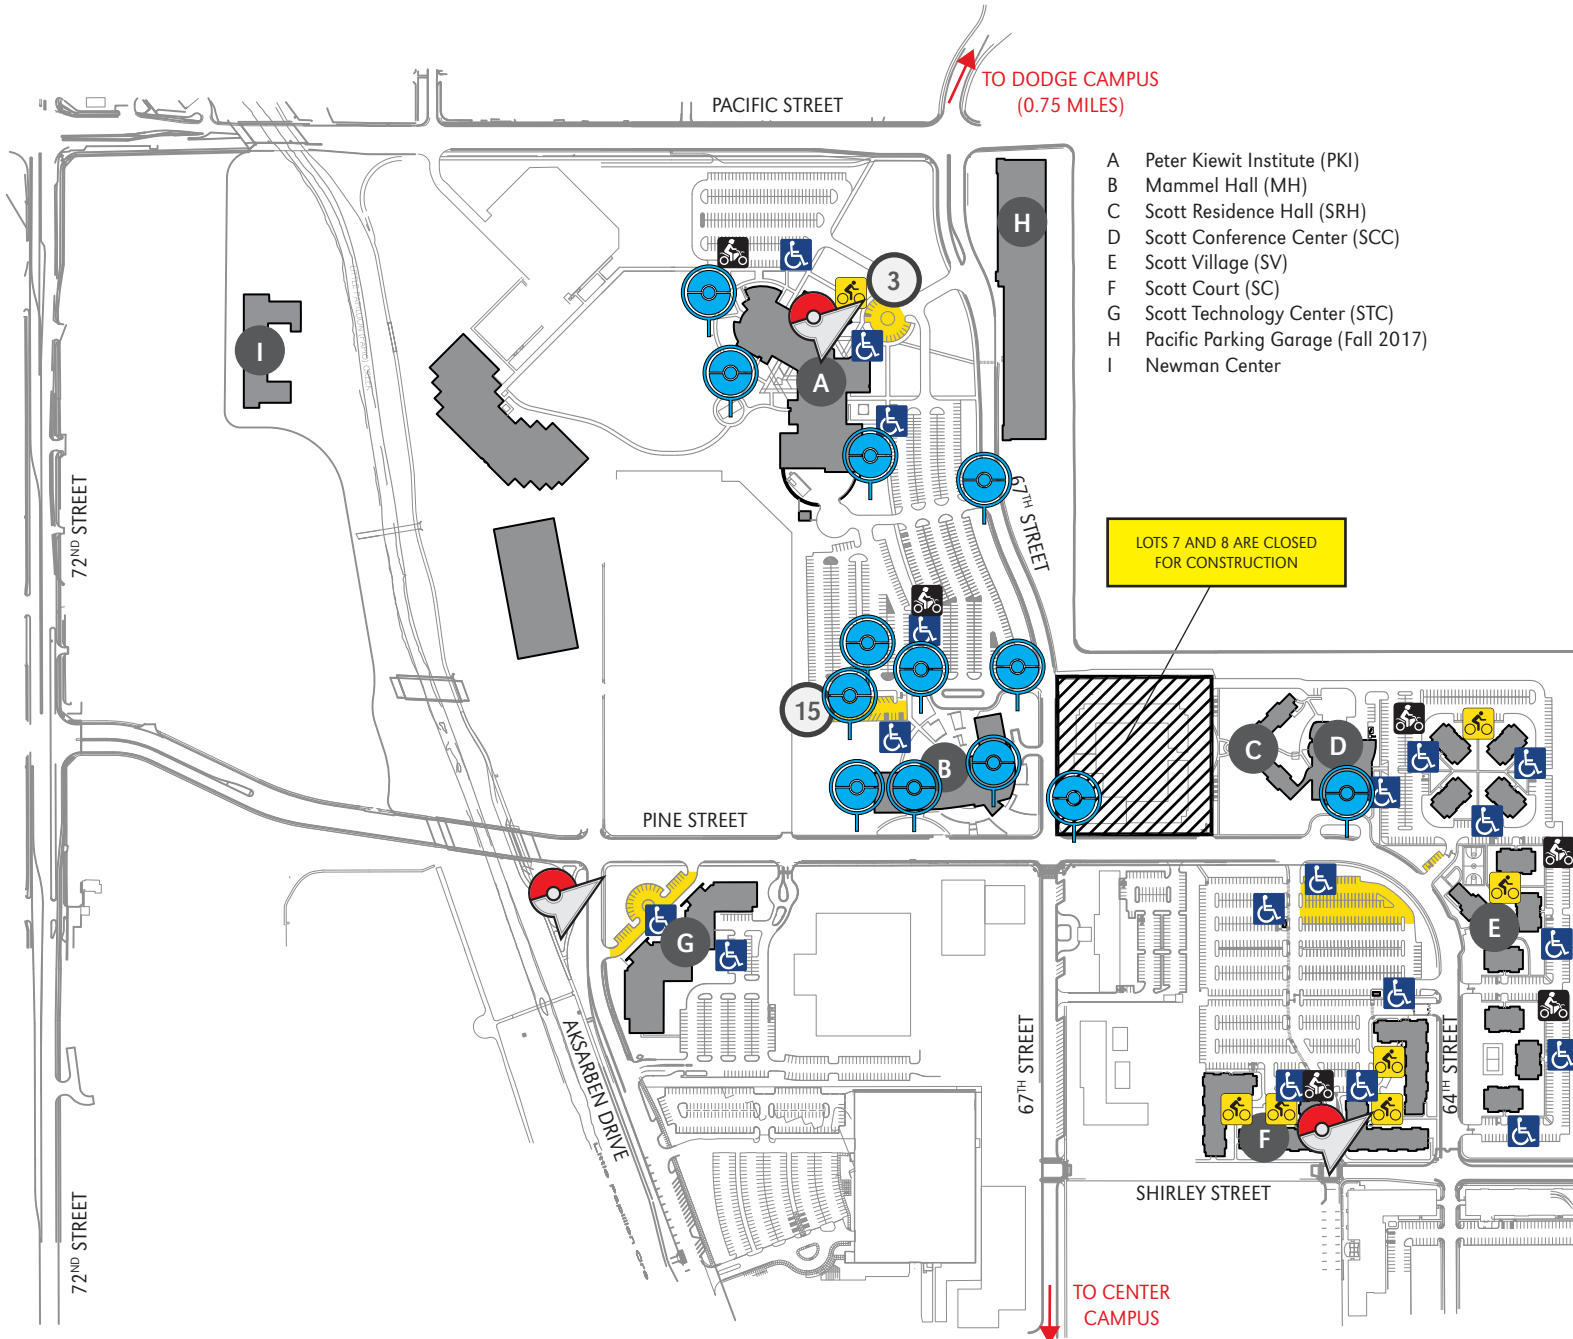 TO DODGE CAMPUS
(0.75 MILES)
PACIFIC STREET
A Peter Kiewit Institute (PKI)
B Mammel Hall (MH)
C Scott Residence Hall (SRH)
D Scott Conference Center (SCC)
E Scott Village (SV)
F Scott Court (SC)
G Scott Technology Center (STC)
H Pacific Parking Garage (Fall 2017)
I Newman Center
H
3
I
A
72ND STREET
67TH STREET
LOTS 7 AND 8 ARE CLOSED
FOR CONSTRUCTION
15
B
C
D
PINE STREET
E
G
AKSARBEN DRIVE
67TH STREET
64TH STREET
F
SHIRLEY STREET
72ND STREET
TO CENTER
CAMPUS